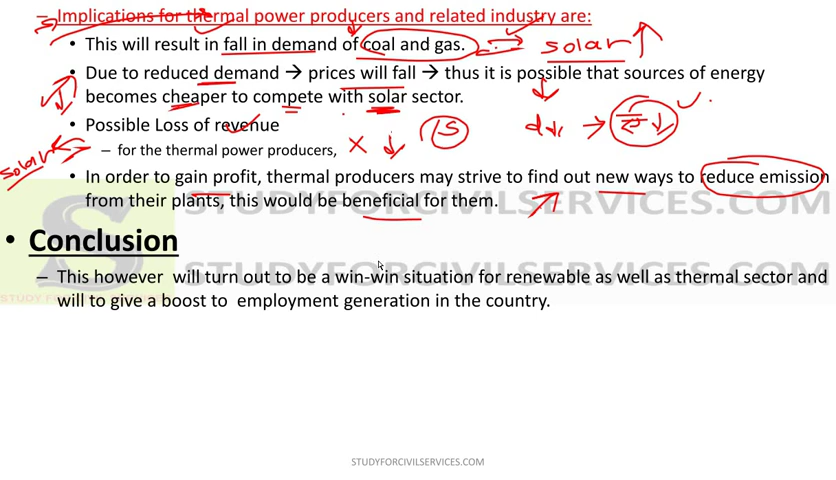 – Implications for thermal power producers and related industry are:
• This will result in fall in demand of coal and gas. solar
• Due to reduced demand → prices will fall → thus it is possible that sources of energy
becomes cheaper to compete with solar sector.
• Possible Loss of revenue
– for the thermal power producers,
solar
• In order to gain profit, thermal producers may strive to find out new ways to reduce emission
from their plants, this would be beneficial for them.
STUDYFORCIVILSERVICES.COM
• Conclusion
– This however will turn out to be a win-win situation for renewable as well as thermal sector and
will to give a boost to employment generation in the country.
STUDYFORCIVILSERVICES.COM
STUDYFORCIVILSERVICES.COM